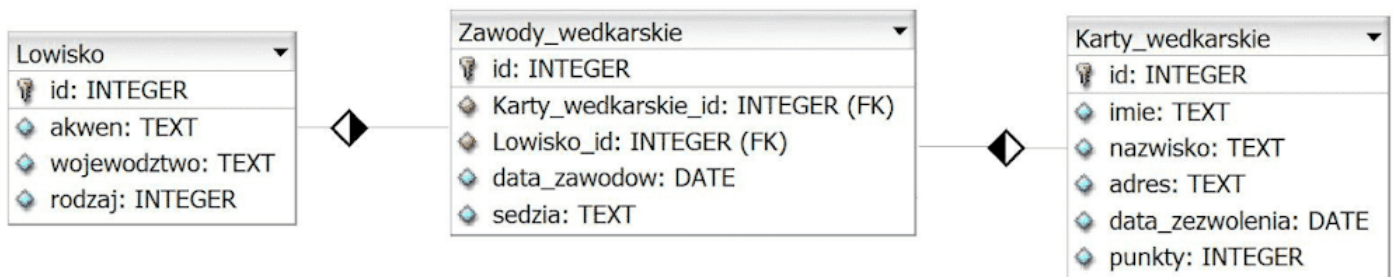 Lowisko
id: INTEGER
akwen: TEXT
wojewodztwo: TEXT
rodzaj: INTEGER
Zawody_wedkarskie
id: INTEGER
Karty_wedkarskie_id: INTEGER (FK)
Lowisko_id: INTEGER (FK)
data_zawodow: DATE
sedzia: TEXT
Karty_wedkarskie
id: INTEGER
imie: TEXT
nazwisko: TEXT
adres: TEXT
data_zezwolenia: DATE
punkty: INTEGER